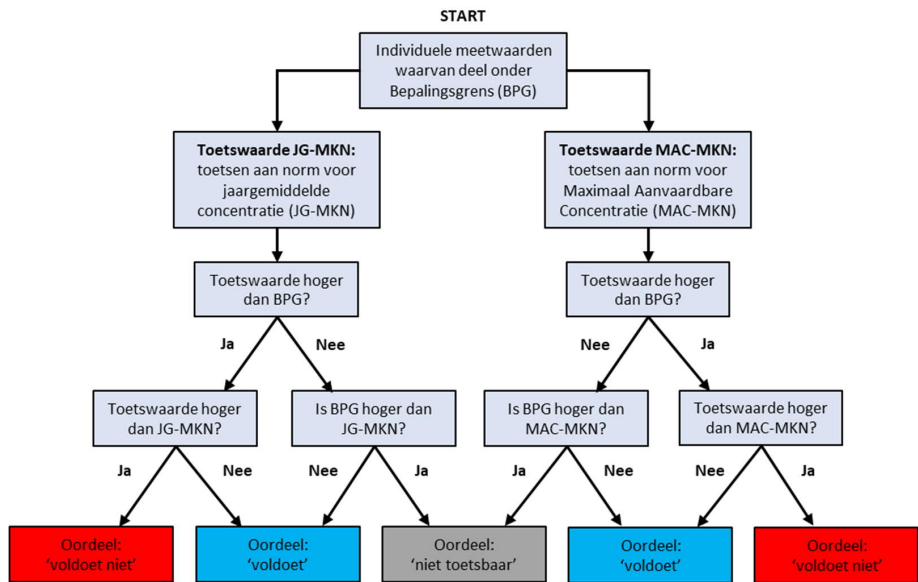 START
Individuele meetwaarden
waarvan deel onder
Bepalingsgrens (BPG)
Toetswaarde JG-MKN:
toetsen aan norm voor
jaargemiddelde
concentratie (JG-MKN)
Toetswaarde MAC-MKN:
toetsen aan norm voor
Maximaal Aanvaardbare
Concentratie (MAC-MKN)
Toetswaarde hoger
dan BPG?
Toetswaarde hoger
dan BPG?
Ja
Nee
Nee
Ja
Toetswaarde hoger
dan JG-MKN?
Is BPG hoger dan
JG-MKN?
Is BPG hoger dan
MAC-MKN?
Toetswaarde hoger
dan MAC-MKN?
Ja
Nee
Nee
Ja
Ja
Nee
Nee
Ja
Oordeel:
‘voldoet niet’
Oordeel:
‘voldoet’
Oordeel:
‘niet toetsbaar’
Oordeel:
‘voldoet’
Oordeel:
‘voldoet niet’